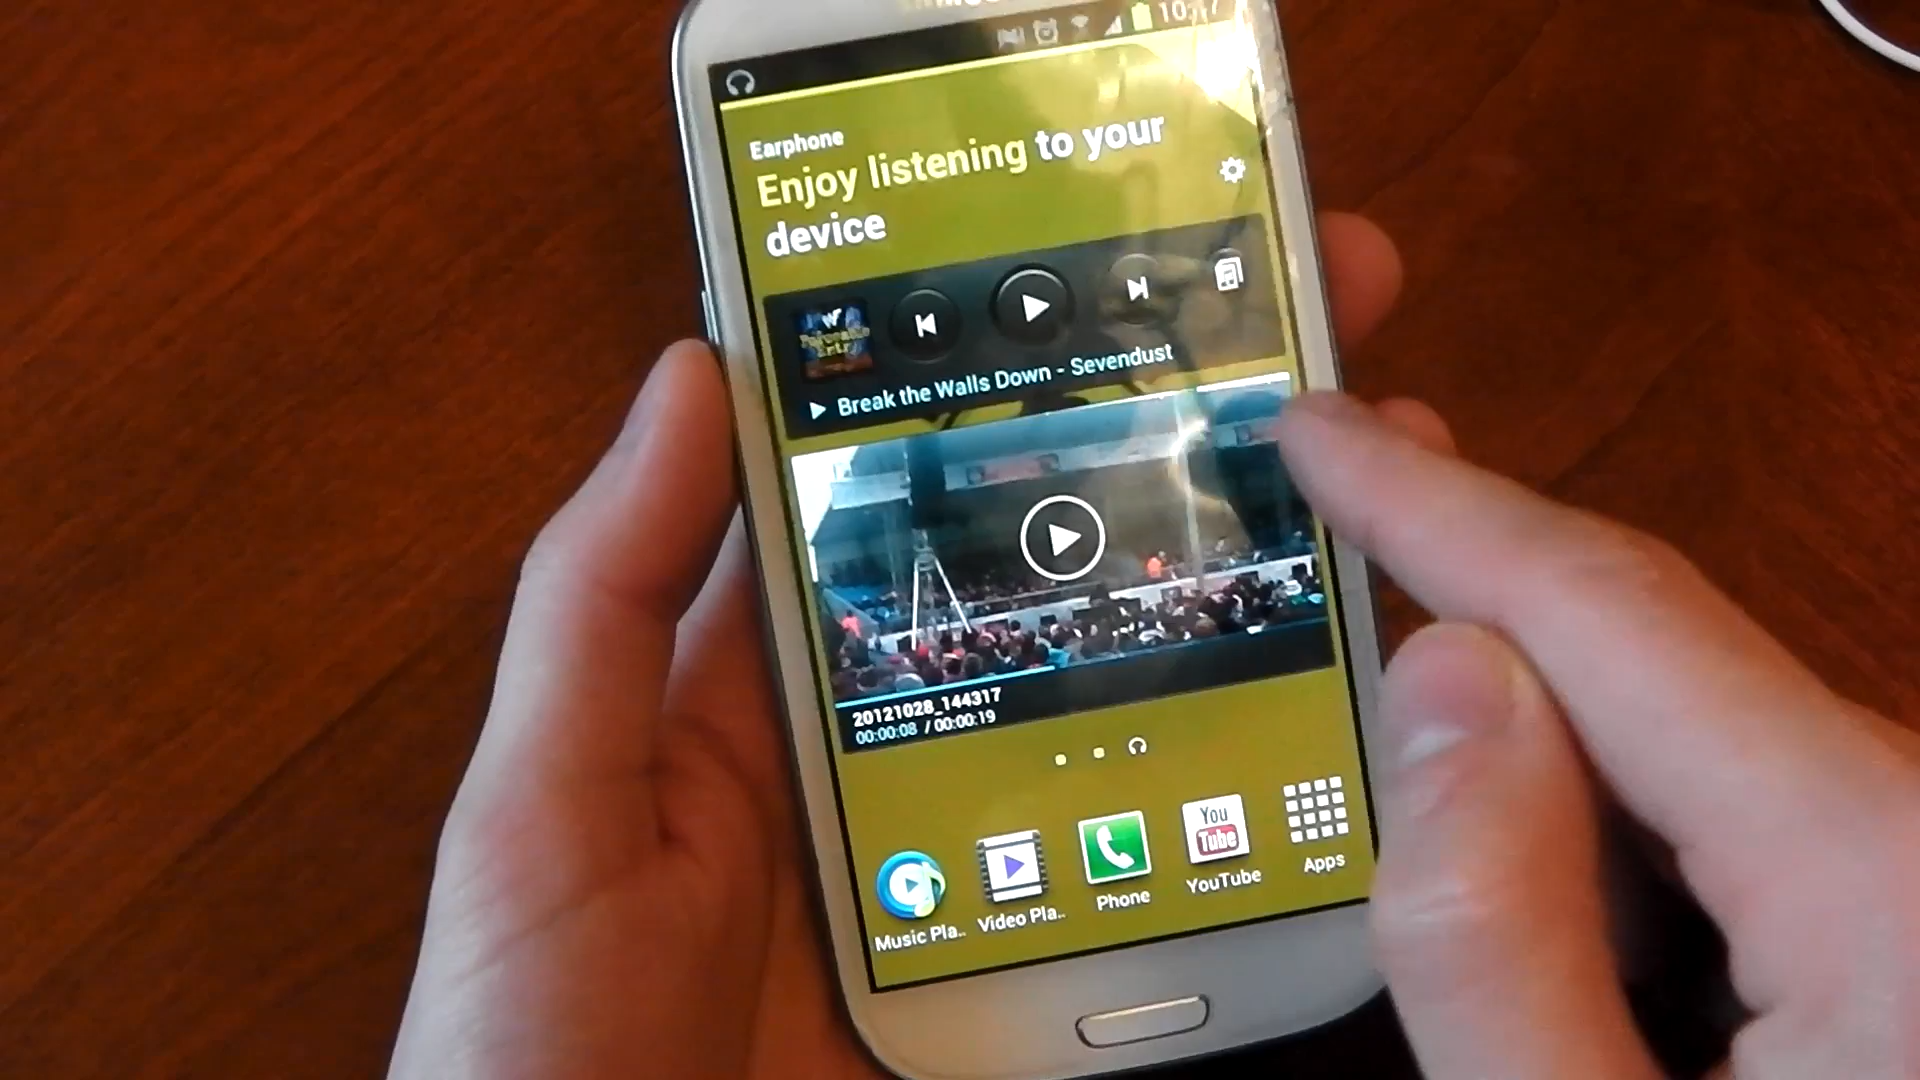 Earphone
Enjoy listening to your
device
Break the Walls Down - Sevendust
20121028_144317
00:00:08 / 00:00:19
Music Pla..
Video Pla..
Phone
You
Tube
YouTube
Apps